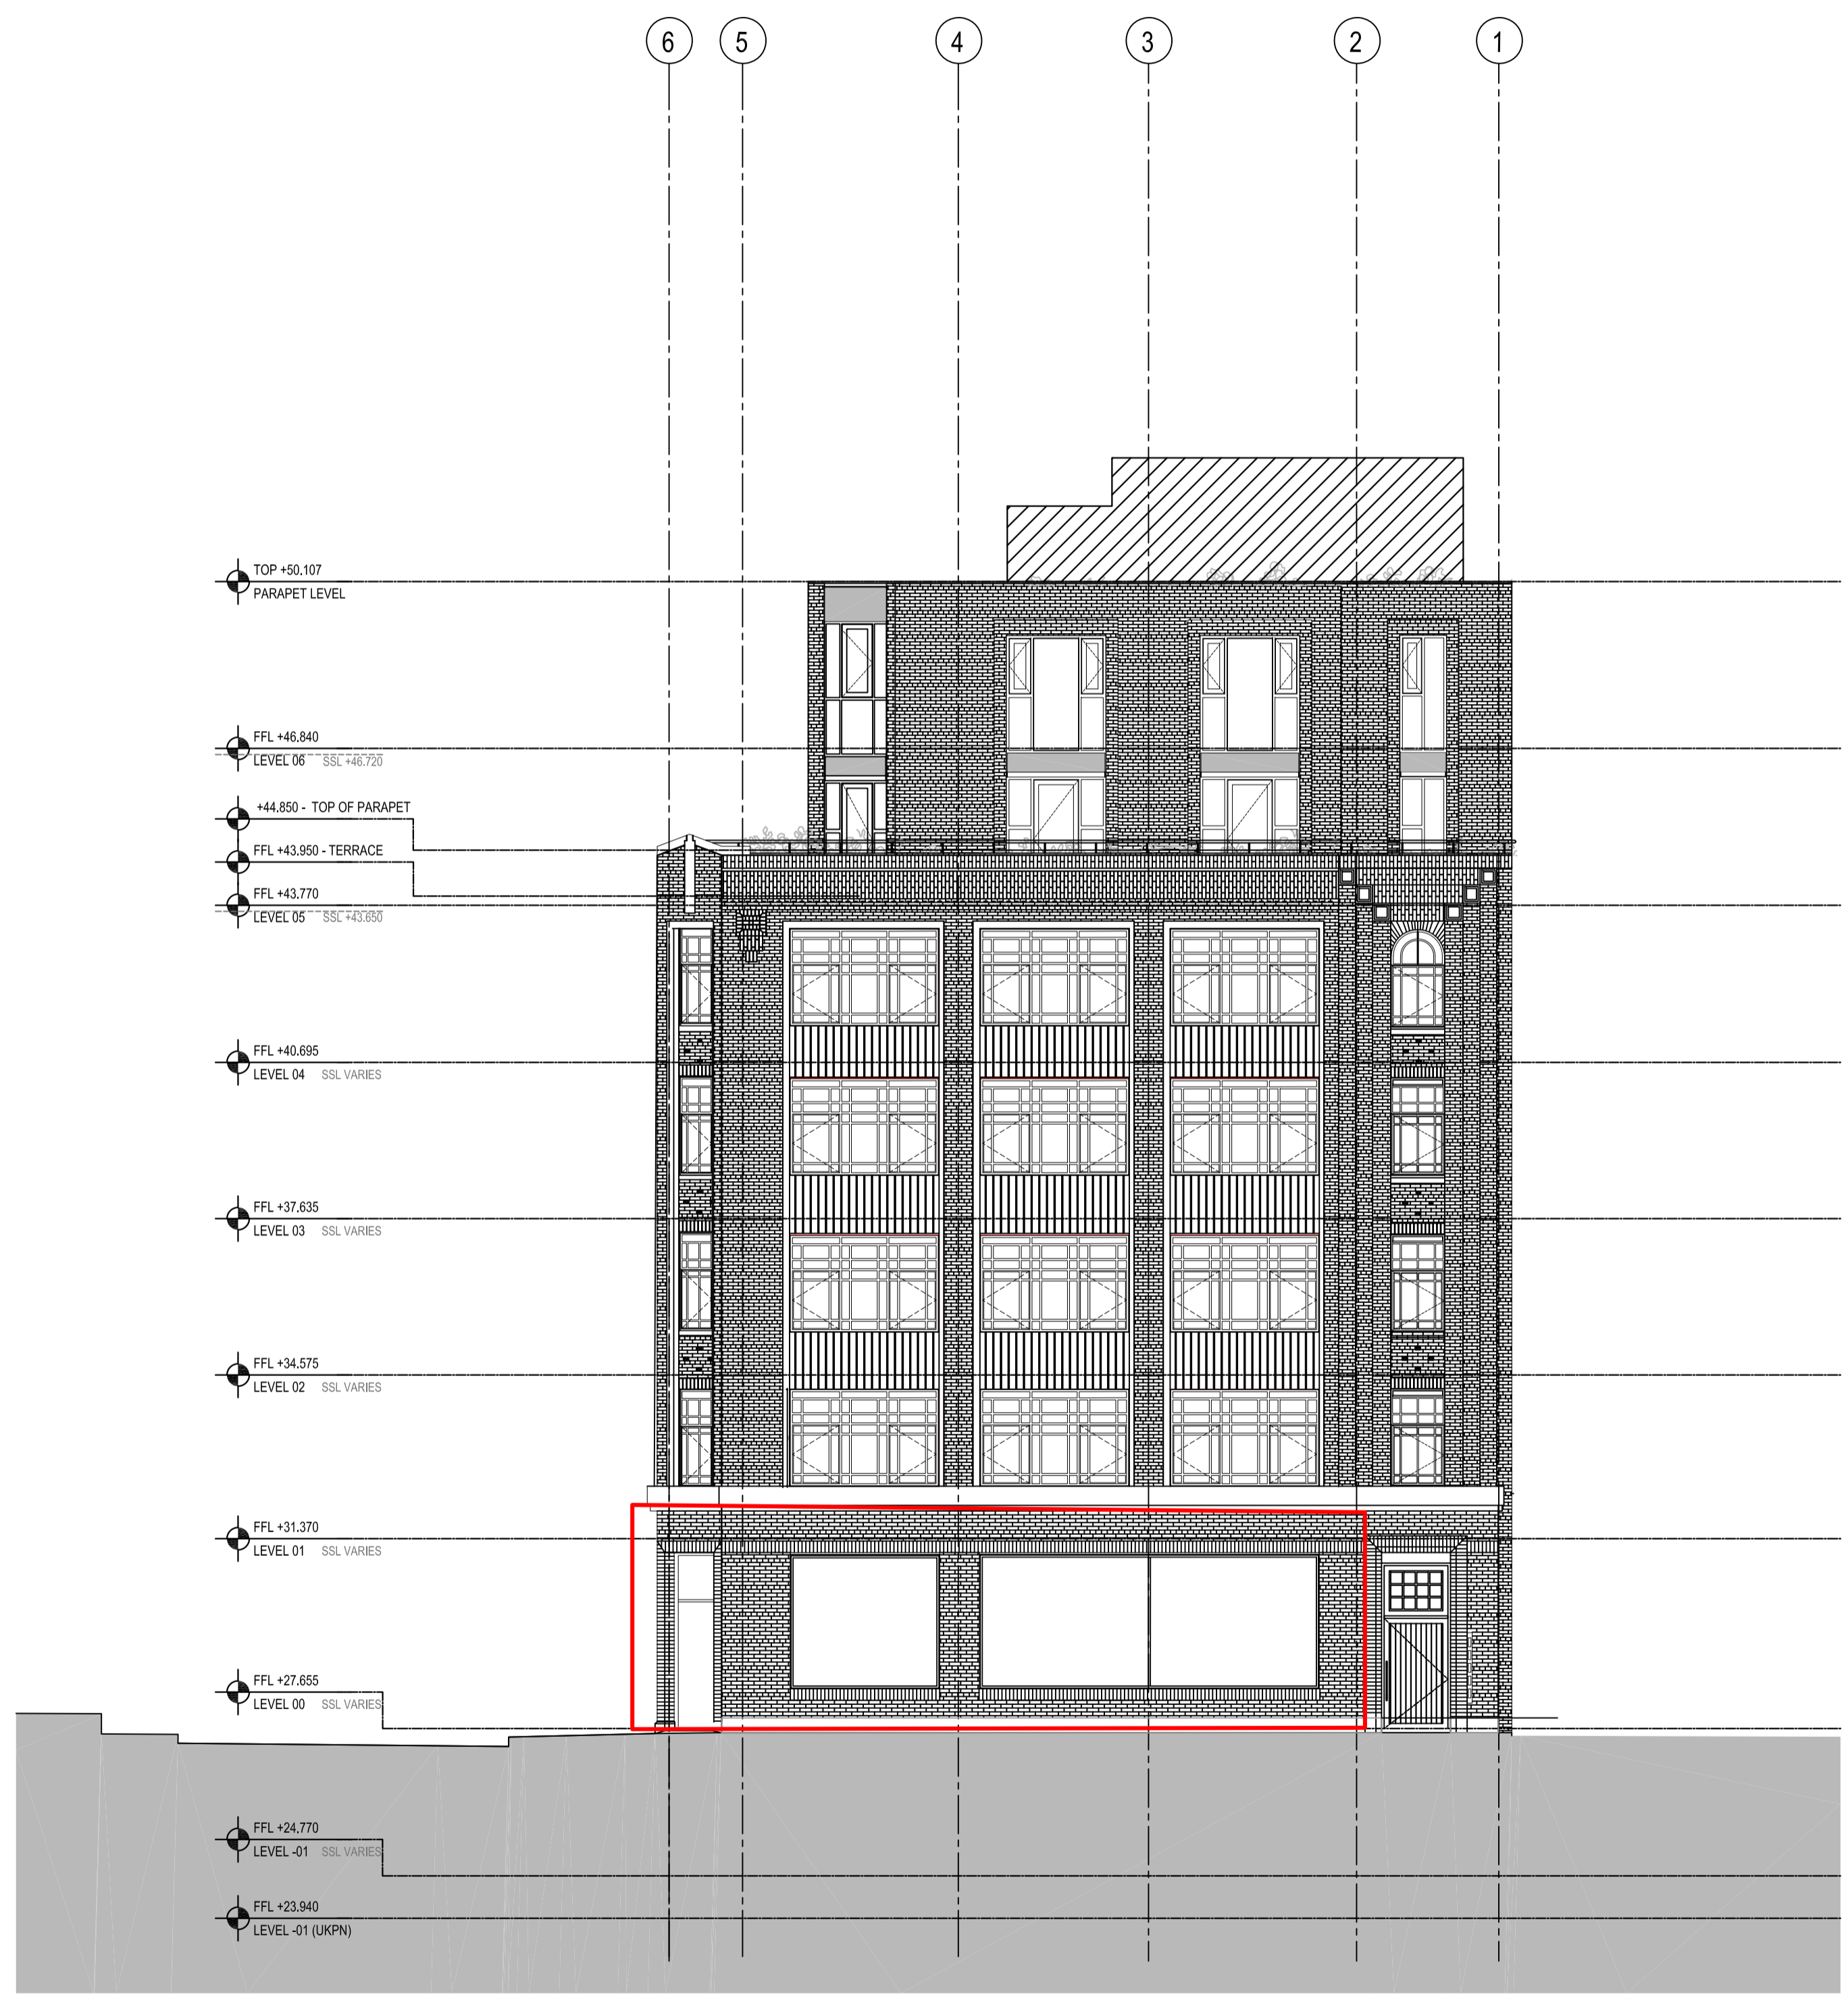 6 5 4 3 2 1
TOP +50.107
PARAPET LEVEL
FFL +46.840
LEVEL 06 SSL +46.720
+44.850 - TOP OF PARAPET
FFL +43.950 - TERRACE
FFL +43.770
LEVEL 05 SSL +43.650
FFL +40.695
LEVEL 04 SSL VARIES
FFL +37.635
LEVEL 03 SSL VARIES
FFL +34.575
LEVEL 02 SSL VARIES
FFL +31.370
LEVEL 01 SSL VARIES
FFL +27.655
LEVEL 00 SSL VARIES
FFL +24.770
LEVEL -01 SSL VARIES
FFL +23.940
LEVEL -01 (UKPN)